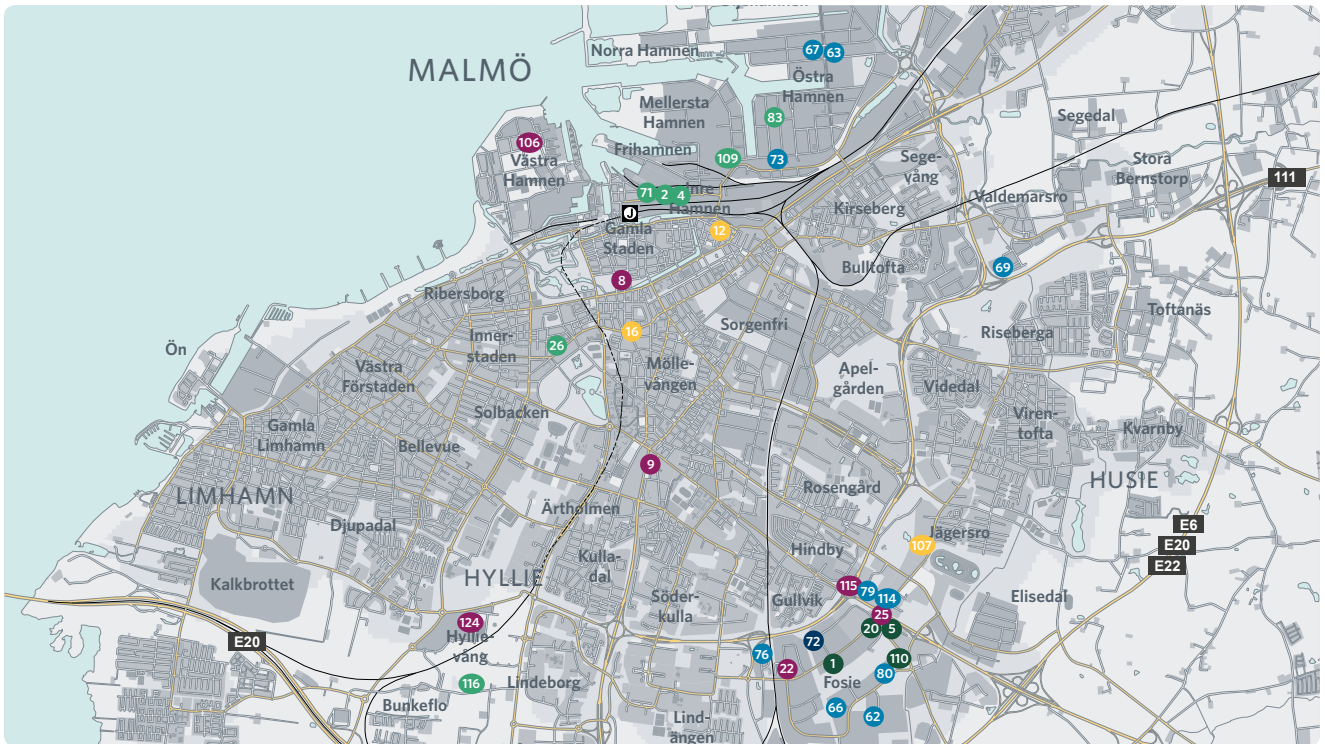 Norra Hamnen
67
63
MALMÖ
Östra
Hamnen
Mellersta
Hamnen
83
Segedal
106
Frihamnen
109
73
Västra
Hamnen
Sege-
vång
Stora
Bernstorp
111
71
2
4
Hamnen
Valdemarsro
Kirseberg
J
Gamla
Staden
12
Bulltofta
69
8
Ribersborg
Toftanäs
16
Sorgenfri
Riseberga
Inner-
staden
26
Ön
Västra
Förstaden
Mölle-
vången
Apel-
gården
Videdal
Solbacken
Viren-
tofta
Gamla
Limhamn
Kvarnby
Bellevue
9
HUSIE
LIMHAMN
Rosengård
Ärtholmen
Djupadal
E6
Jägersro
107
E20
Hindby
E22
Kulla-
dal
HYLLIE
Kalkbrottet
115
79
114
Elisedal
Söder-
kulla
Gullvik
25
124
20
5
Hyllie-
vång
E20
72
76
1
110
22
80
116
Lindeborg
Fosie
Bunkeflo
66
62
Lind-
ängen